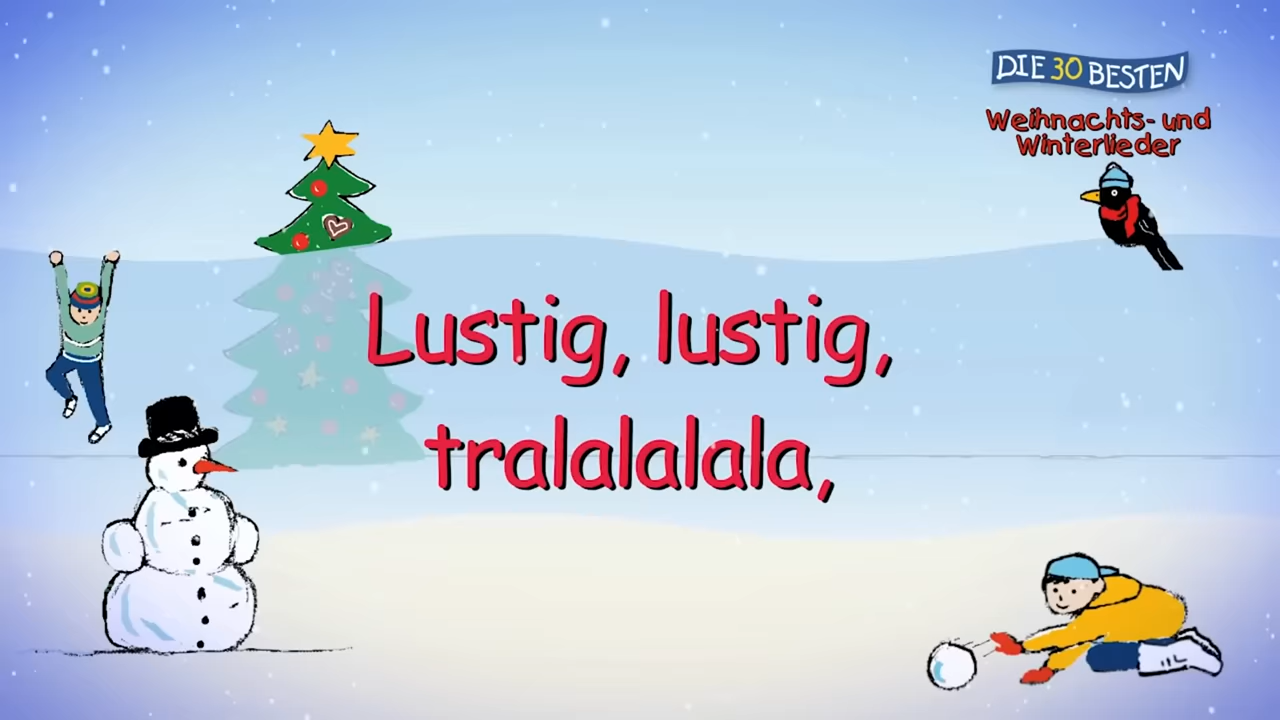 DIE 30 BESTEN
Weihnachts- und
Winterlieder
Lustig, lustig,
tralalalala,